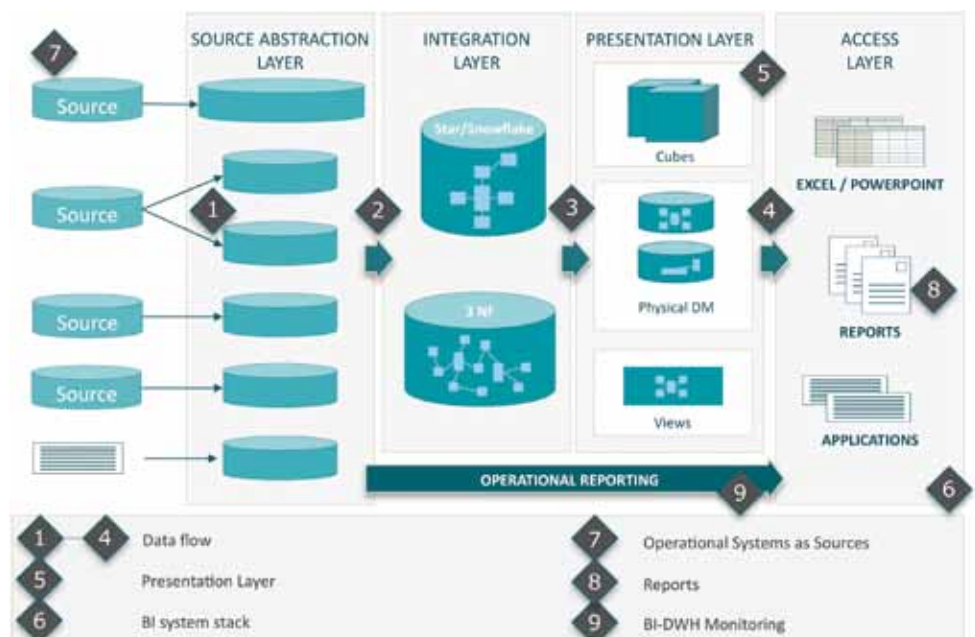 7
SOURCE ABSTRACTION
LAYER
INTEGRATION
LAYER
PRESENTATION LAYER
ACCESS
LAYER
5
Source
Star/Snowflake
Cubes
EXCEL / POWERPOINT
Source
1
2
3
4
Physical DM
8
REPORTS
Source
3 NF
Source
Views
APPLICATIONS
OPERATIONAL REPORTING
9
6
1
4
Data flow
7
Operational Systems as Sources
5
Presentation Layer
8
Reports
6
BI system stack
9
BI-DWH Monitoring